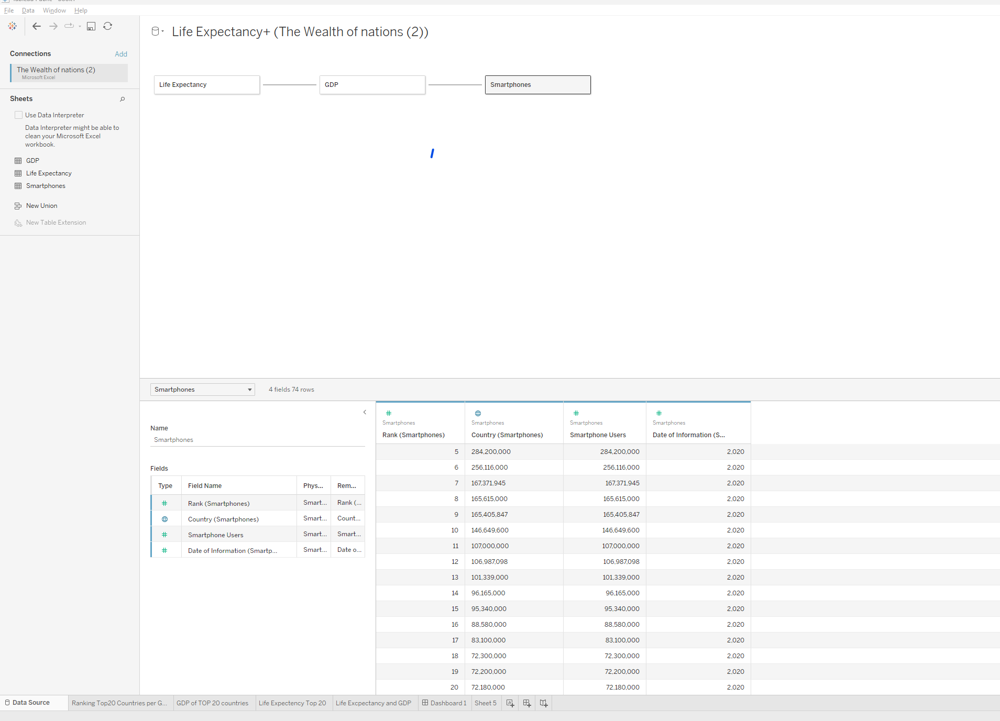 File Data Window Help
Life Expectancy+ (The Wealth of nations (2))
Connections Add
The Wealth of nations (2)
Microsoft Excel
Sheets
Use Data Interpreter
Data Interpreter might be able to
clean your Microsoft Excel
workbook.
GDP
Life Expectancy
Smartphones
New Union
New Table Extension
Life Expectancy GDP Smartphones
Smartphones 4 fields 74 rows
Name
Smartphones
Fields
Type Field Name Phys... Rem...
# Rank (Smartphones) Smart... Rank (...
Country (Smartphones) Smart... Count...
# Smartphone Users Smart... Smart...
# Date of Information (Smartp... Smart... Date o...
# # #
Smartphones Smartphones Smartphones Smartphones
Rank (Smartphones) Country (Smartphones) Smartphone Users Date of Information (S...
5 284,200,000 284,200,000 2,020
6 256,116,000 256,116,000 2,020
7 167,371,945 167,371,945 2,020
8 165,615,000 165,615,000 2,020
9 165,405,847 165,405,847 2,020
10 146,649,600 146,649,600 2,020
11 107,000,000 107,000,000 2,020
12 106,987,098 106,987,098 2,020
13 101,339,000 101,339,000 2,020
14 96,165,000 96,165,000 2,020
15 95,340,000 95,340,000 2,020
16 88,580,000 88,580,000 2,020
17 83,100,000 83,100,000 2,020
18 72,300,000 72,300,000 2,020
19 72,200,000 72,200,000 2,020
20 72,180,000 72,180,000 2,020
Data Source Ranking Top20 Countries per G... GDP of TOP 20 countries Life Expectency Top 20 Life Excpectancy and GDP Dashboard 1 Sheet 5